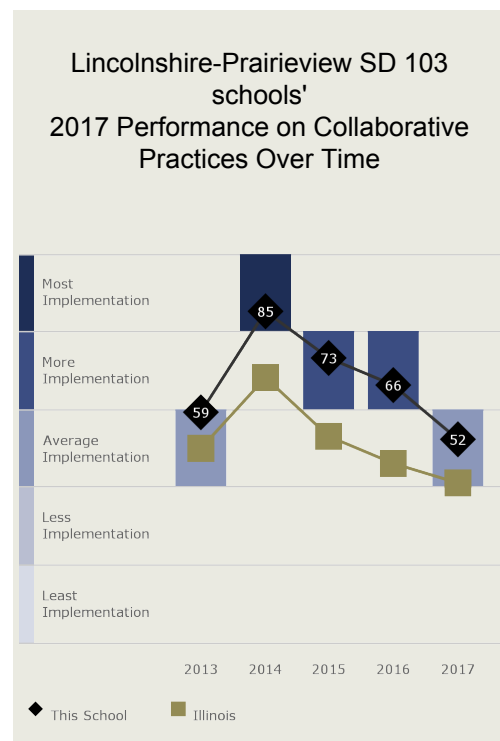 Lincolnshire-Prairieview SD 103
schools'
2017 Performance on Collaborative
Practices Over Time
Most
Implementation
85
More
Implementation
73
66
59
Average
Implementation
52
Less
Implementation
Least
Implementation
2013 2014 2015 2016 2017
This School Illinois